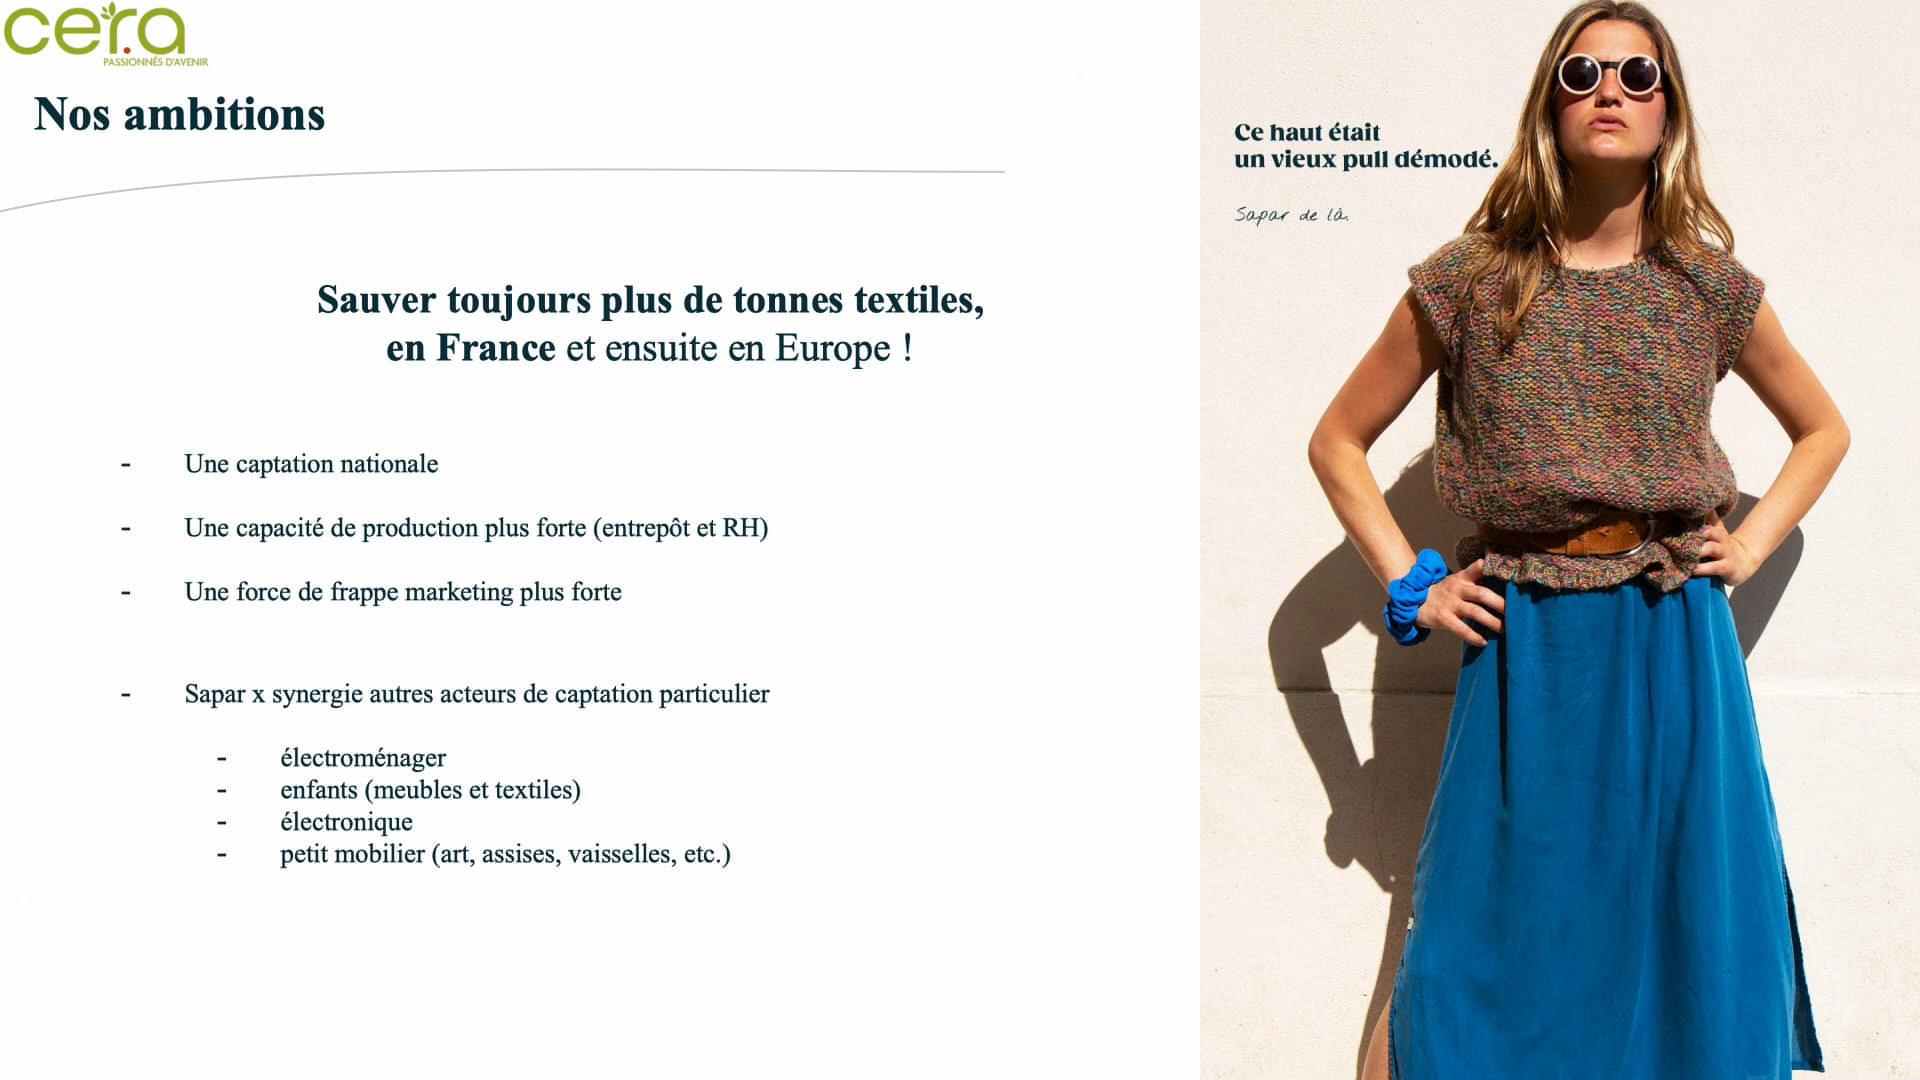 cer.a
PASSIONNÉS D'AVENIR
Nos ambitions
Sauver toujours plus de tonnes textiles,
en France et ensuite en Europe !
- Une captation nationale
- Une capacité de production plus forte (entrepôt et RH)
- Une force de frappe marketing plus forte
- Sapar x synergie autres acteurs de captation particulier
- électroménager
- enfants (meubles et textiles)
- électronique
- petit mobilier (art, assises, vaisselles, etc.)
Ce haut était
un vieux pull démodé.
Sapar de là.